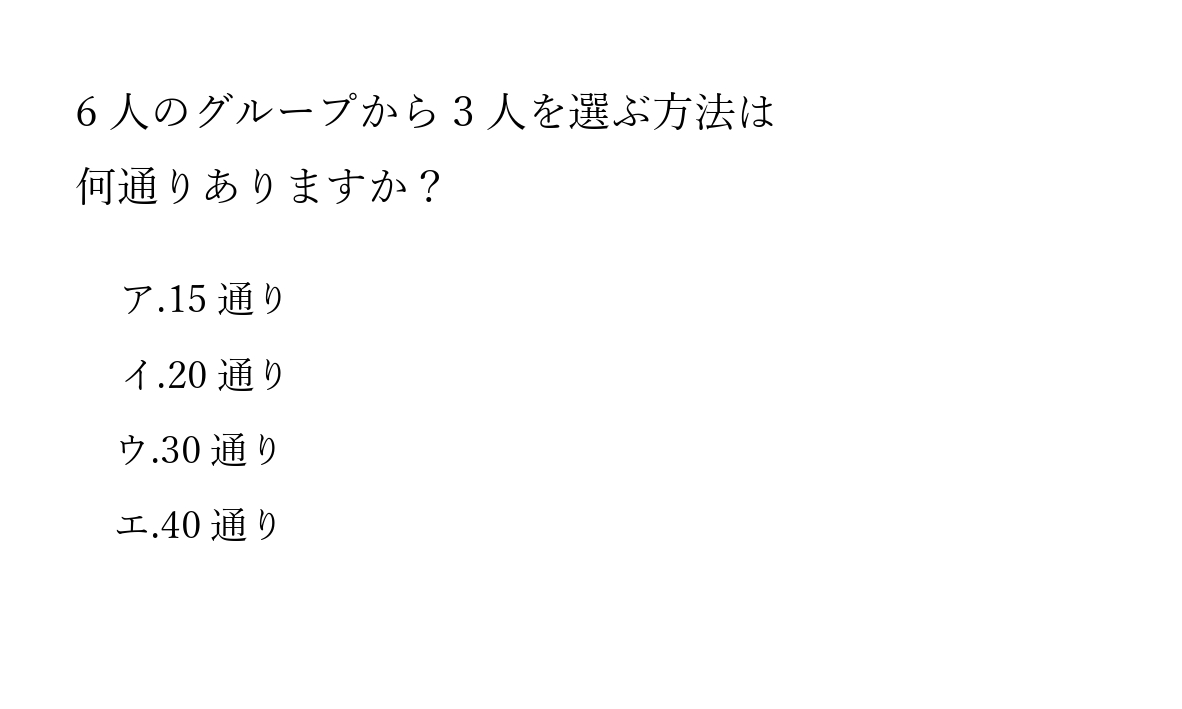 6 人のグループから 3 人を選ぶ方法は
何通りありますか？
ア.15 通り
イ.20 通り
ウ.30 通り
エ.40 通り